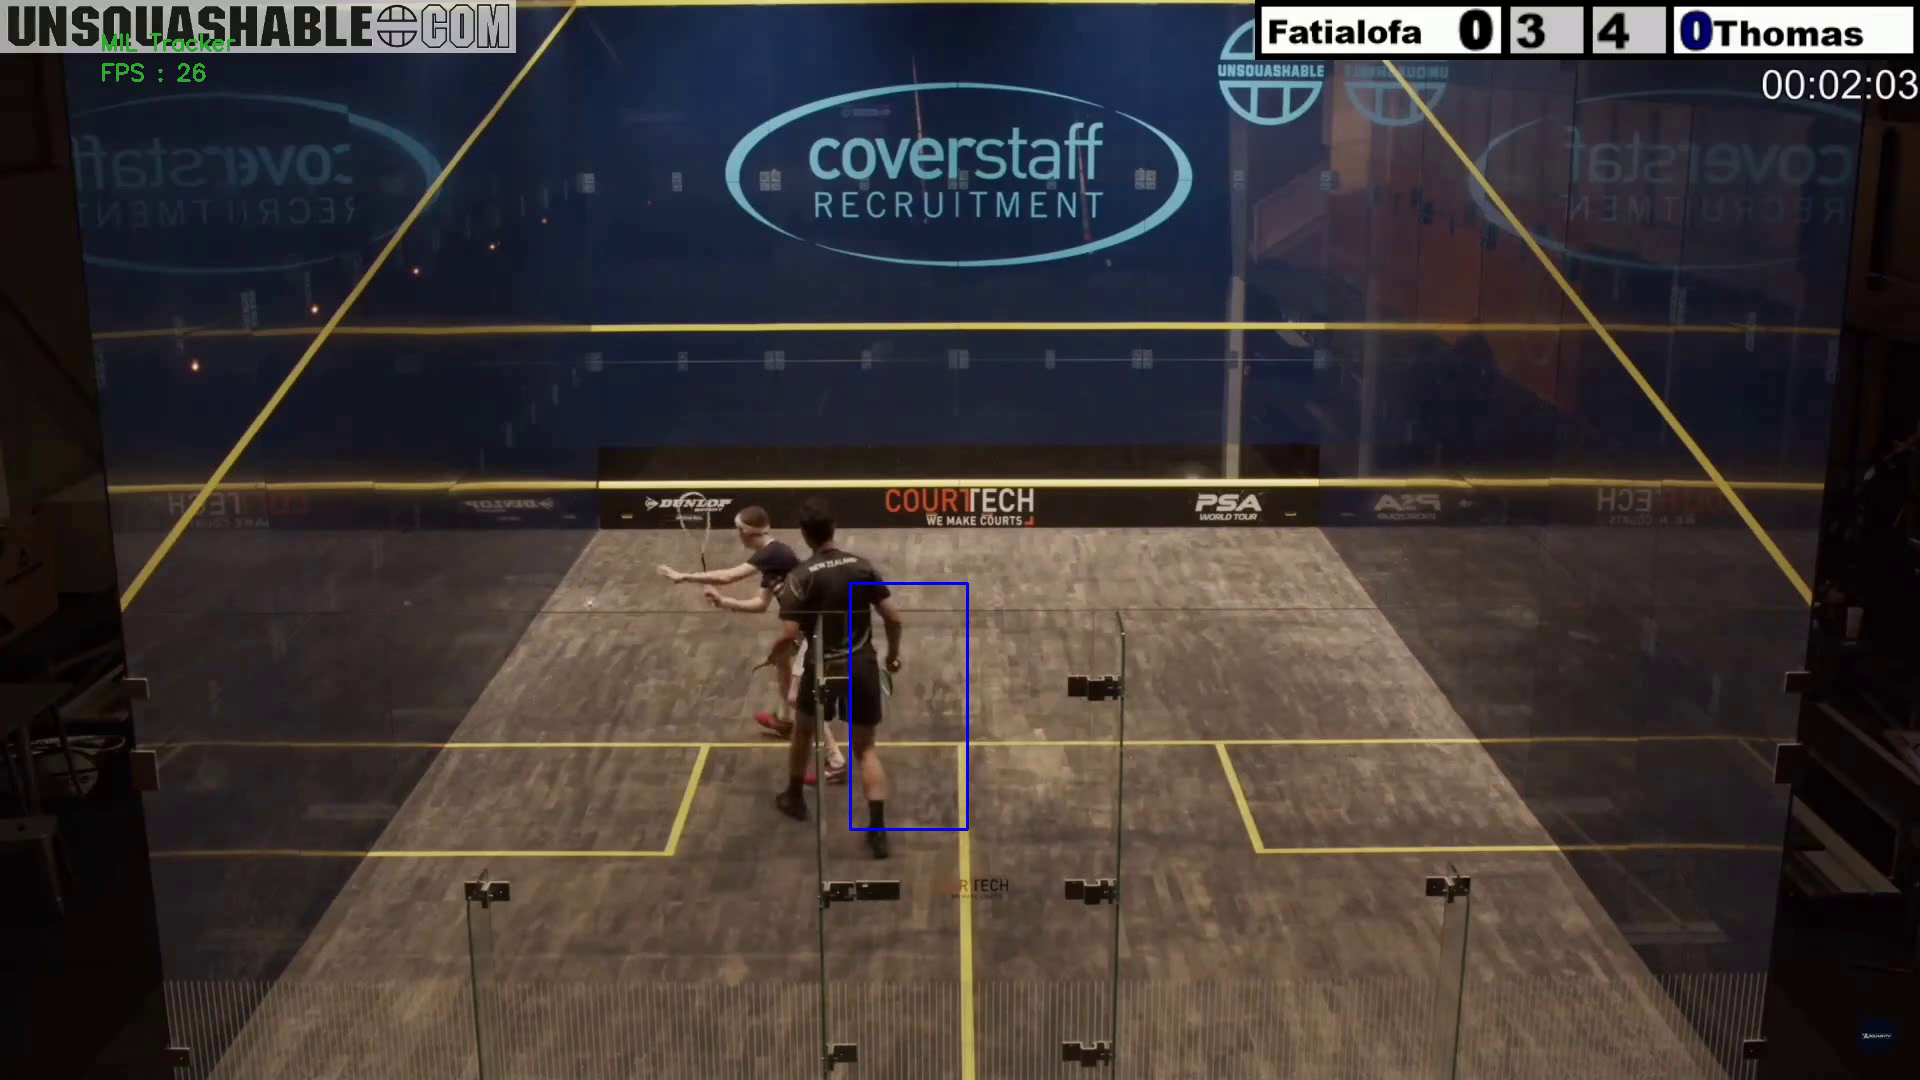 UNSQUASHABLE COM
MIL Tracker
FPS : 26
Fatialofa 0 3 4 0 Thomas
00:02:03
UNSQUASHABLE
coverstaff
RECRUITMENT
DUNLOP
COURTECH
WE MAKE COURTS
PSA
WORLD TOUR
NEW ZEALAND